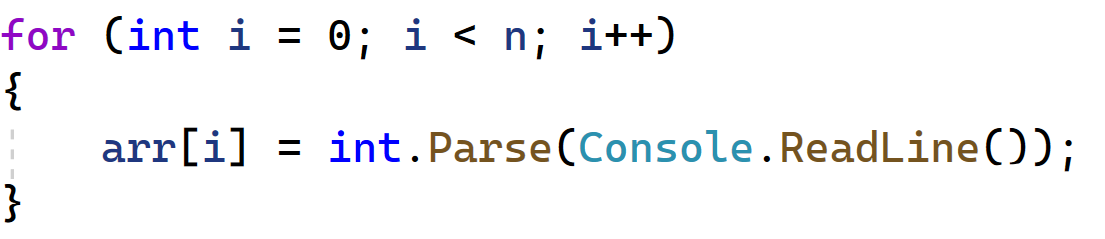 for (int i = 0; i < n; i++)
{
    arr[i] = int.Parse(Console.ReadLine());
}